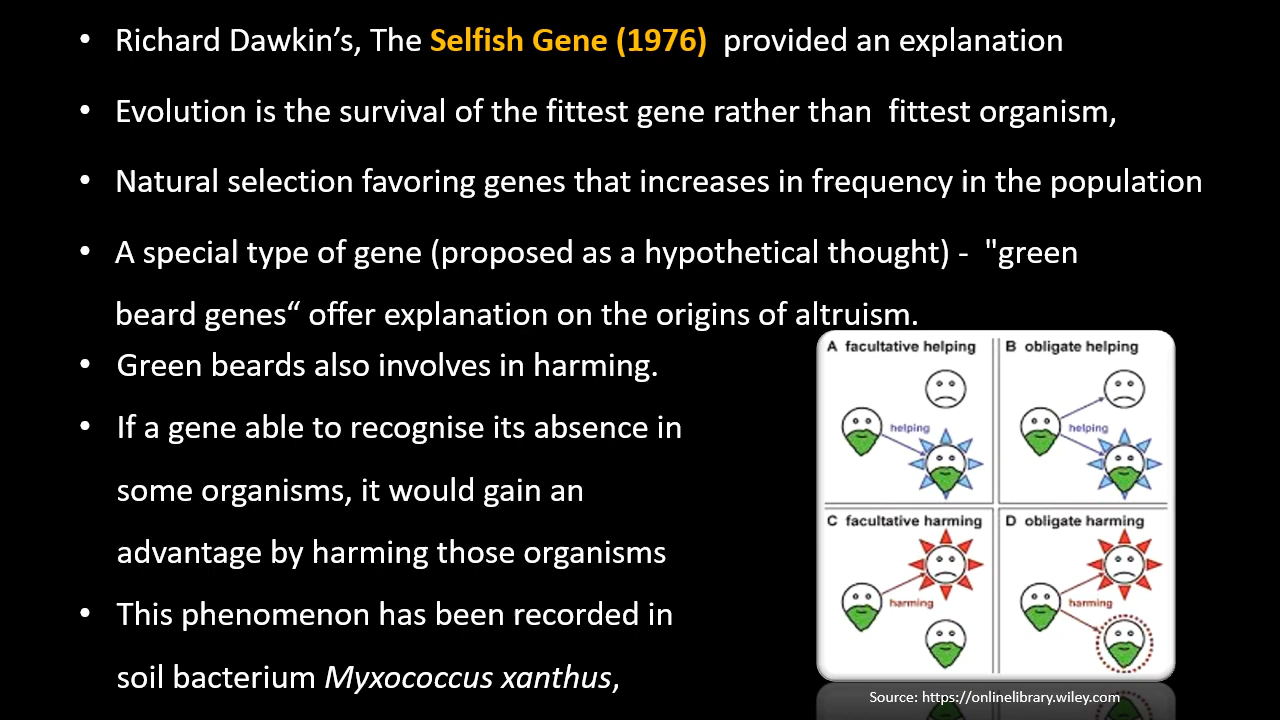 • Richard Dawkin’s, The Selfish Gene (1976) provided an explanation
• Evolution is the survival of the fittest gene rather than fittest organism,
• Natural selection favoring genes that increases in frequency in the population
• A special type of gene (proposed as a hypothetical thought) - "green
beard genes“ offer explanation on the origins of altruism.
• Green beards also involves in harming.
• If a gene able to recognise its absence in
some organisms, it would gain an
advantage by harming those organisms
• This phenomenon has been recorded in
soil bacterium Myxococcus xanthus,
A facultative helping
helping
B obligate helping
helping
C facultative harming
harming
D obligate harming
harming
Source: https://onlinelibrary.wiley.com